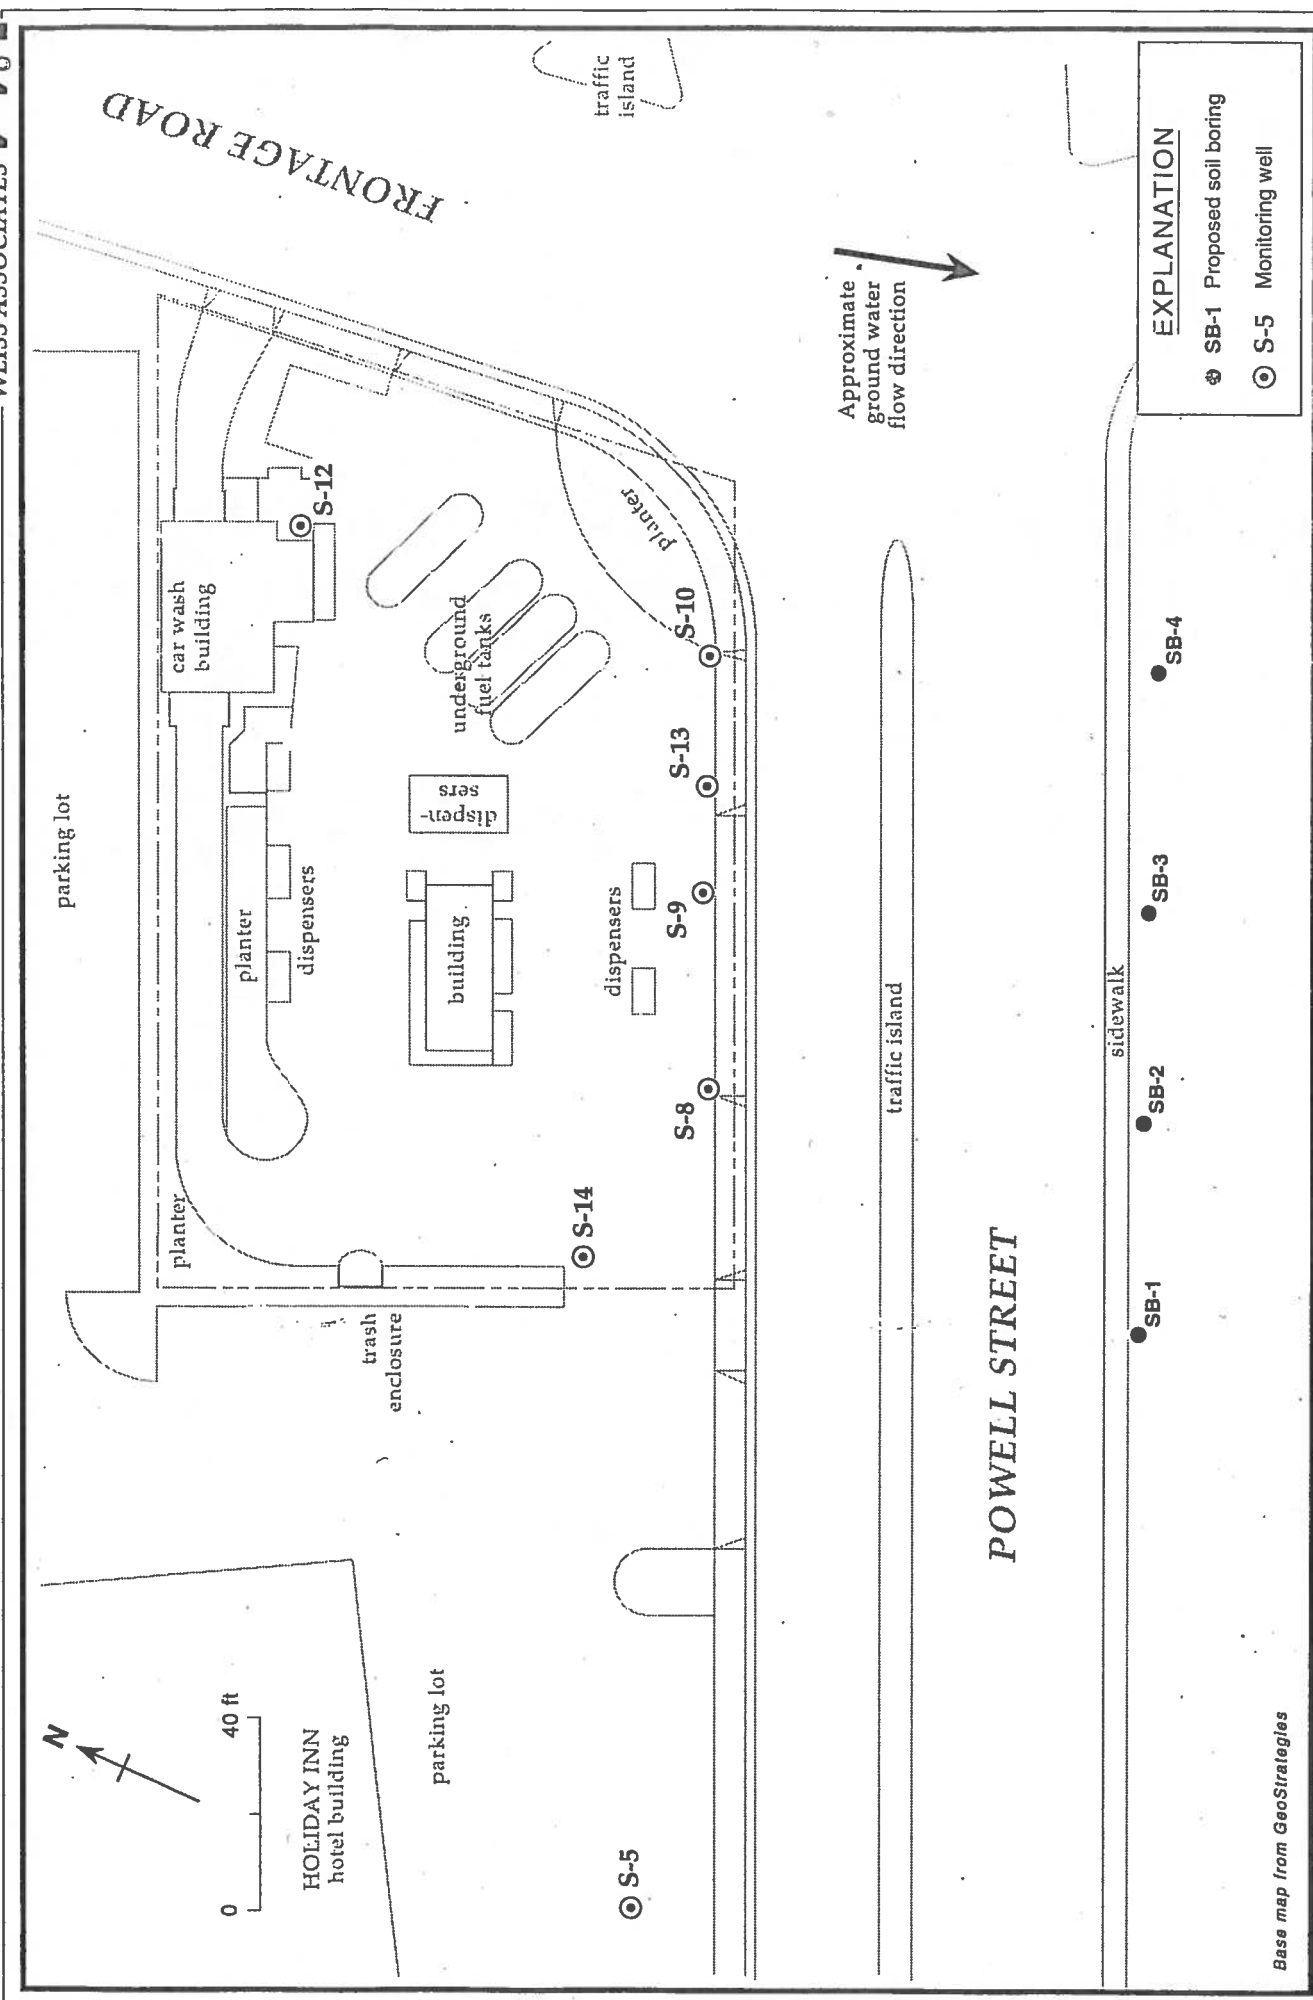 WEISS ASSOCIATES
FRONTAGE ROAD
traffic
island
parking lot
car wash
building
S-12
planter
underground
fuel tanks
S-10
S-13
dispen-
sers
planter
dispensers
building
dispensers
S-9
S-8
S-14
planter
trash
enclosure
Approximate
ground water
flow direction
traffic island
POWELL STREET
sidewalk
SB-4
SB-3
SB-2
SB-1
N
0
40 ft
HOLIDAY INN
hotel building
parking lot
S-5
EXPLANATION
SB-1 Proposed soil boring
S-5 Monitoring well
Base map from GeoStrategies